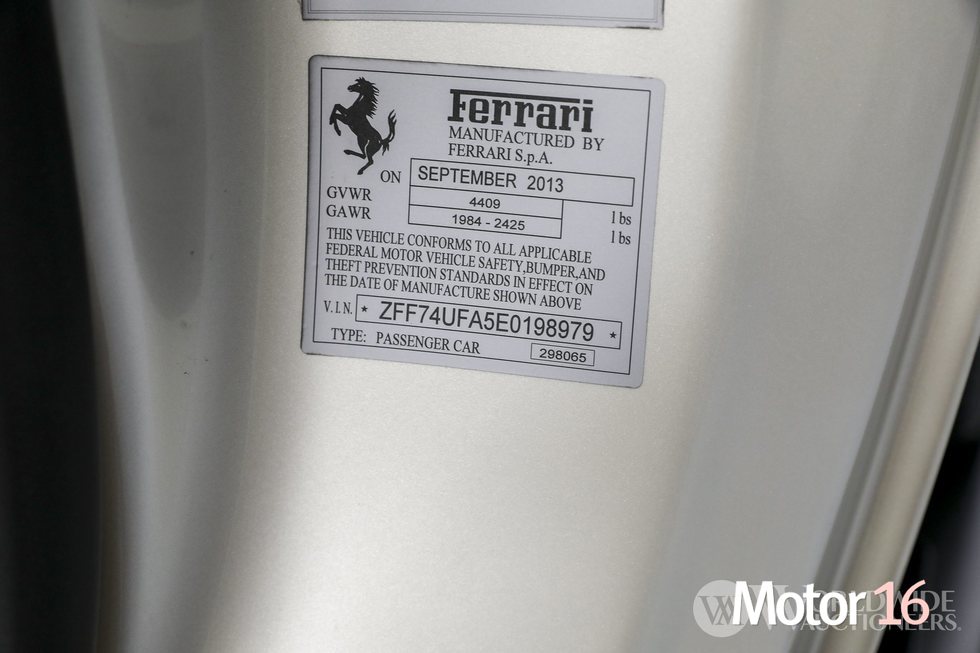 Ferrari
MANUFACTURED BY
FERRARI S.p.A.
ON SEPTEMBER 2013
GVWR 4409 lbs
GAWR 1984 - 2425 lbs
THIS VEHICLE CONFORMS TO ALL APPLICABLE
FEDERAL MOTOR VEHICLE SAFETY,BUMPER,AND
THEFT PREVENTION STANDARDS IN EFFECT ON
THE DATE OF MANUFACTURE SHOWN ABOVE
V.I.N. * ZFF74UFA5E0198979 *
TYPE: PASSENGER CAR 298065
Motor16
WORLDWIDE
AUCTIONEERS.